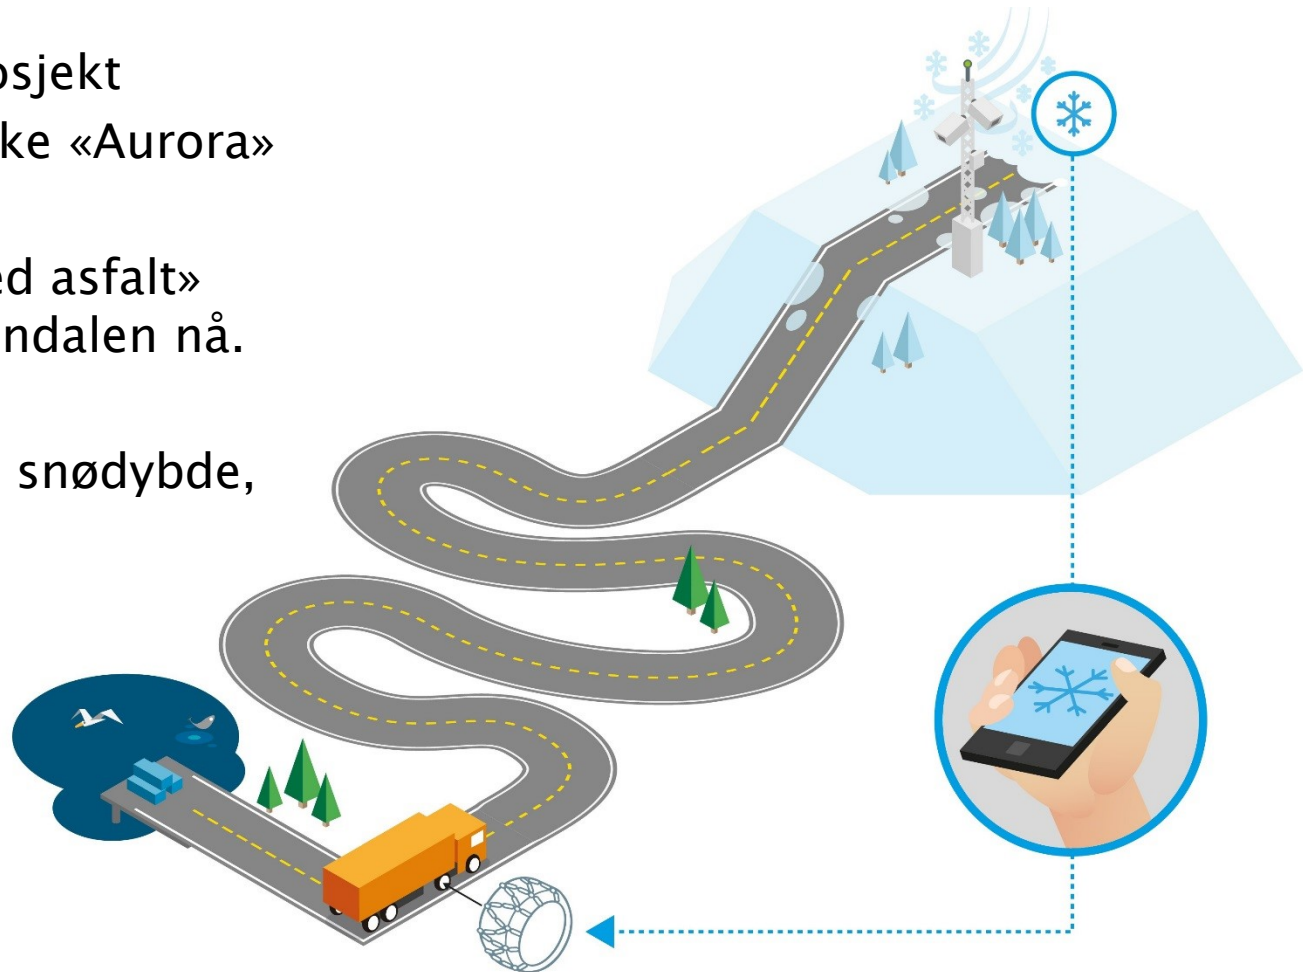 osjekt
ke «Aurora»
ed asfalt»
ndalen nå.
snødybde,